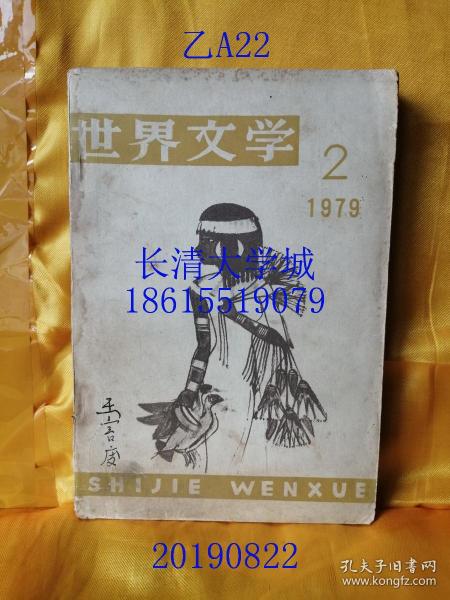 乙A22
世界文学
2
1979
长清大学城
18615519079
SHIJIE WENXUE
20190822
孔夫子旧书网
www.kongfz.com